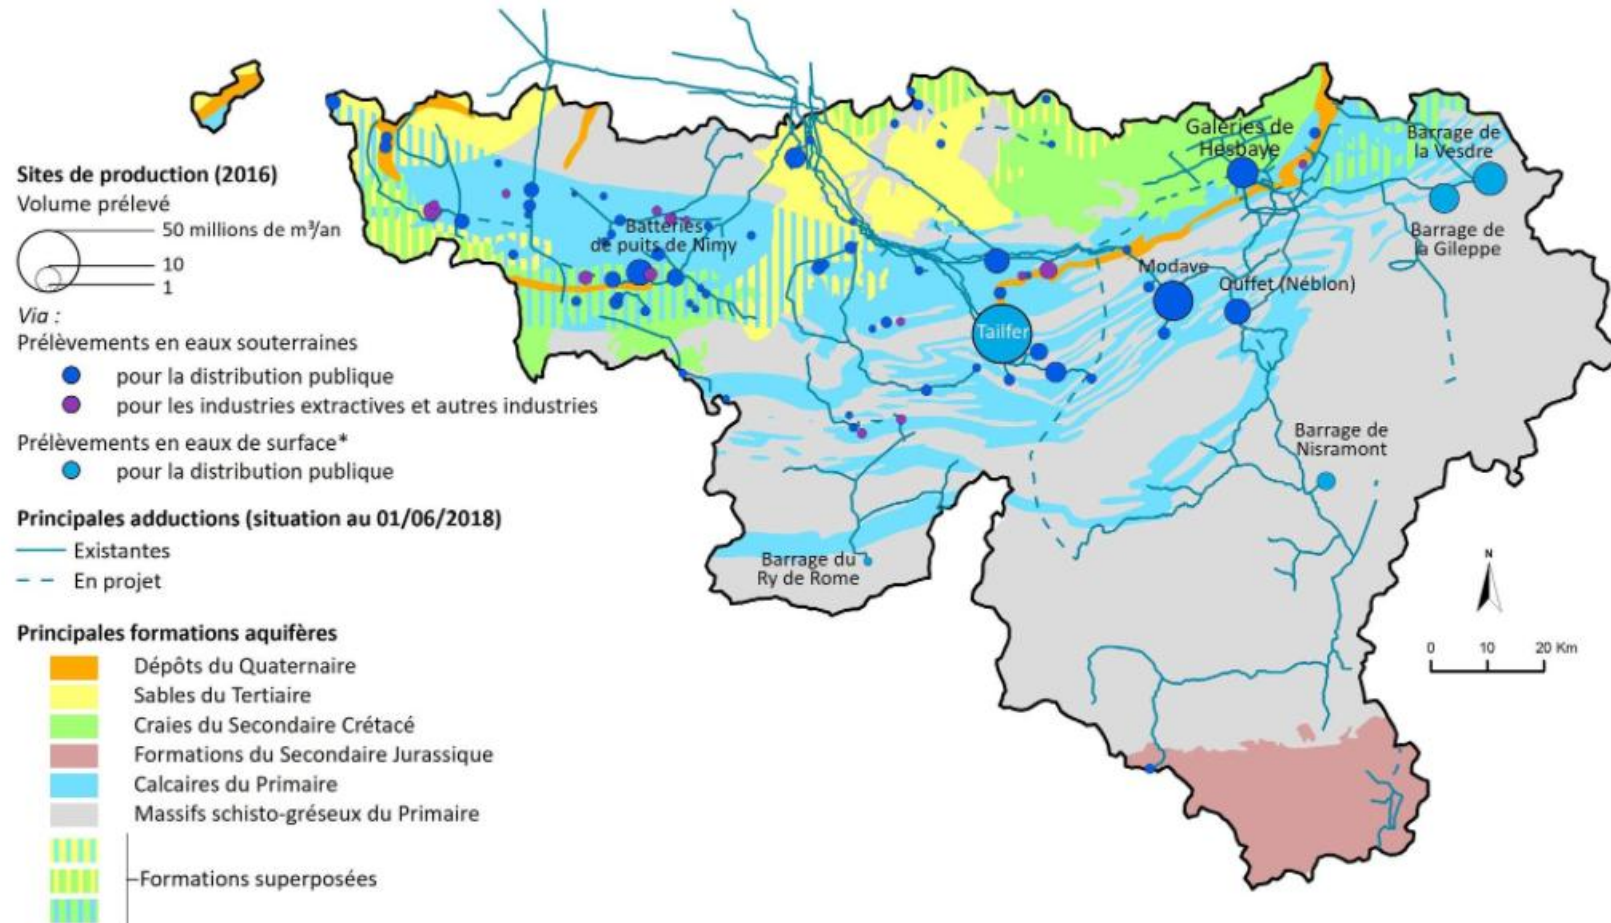 Sites de production (2016)
Volume prélevé
50 millions de m³/an
10
1
Via :
Prélèvements en eaux souterraines
pour la distribution publique
pour les industries extractives et autres industries
Prélèvements en eaux de surface*
pour la distribution publique
Principales adductions (situation au 01/06/2018)
Existantes
En projet
Principales formations aquifères
Dépôts du Quaternaire
Sables du Tertiaire
Craies du Secondaire Crétacé
Formations du Secondaire Jurassique
Calcaires du Primaire
Massifs schisto-gréseux du Primaire
Formations superposées
Batteries
de puits de Nimy
Galeries de
Hesbaye
Barrage de
la Vesdre
Barrage de
la Gileppe
Modave
Ouffet (Néblon)
Tailfer
Barrage de
Nisramont
Barrage du
Ry de Rome
N
0 10 20 Km